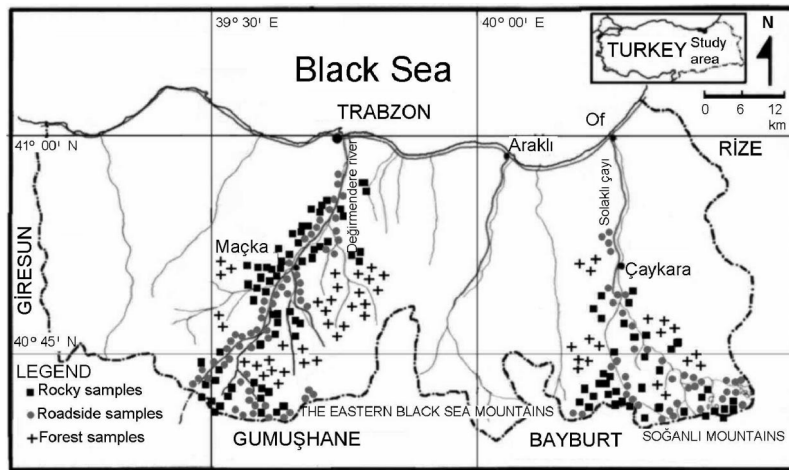 39° 30' E
40° 00' E
N
TURKEY
Study area
Black Sea
TRABZON
0 6 12
km
Of
41° 00' N
Araklı
RİZE
Değirmendere river
Solaklı çayı
Maçka
Çaykara
GİRESUN
40° 45' N
LEGEND
Rocky samples
Roadside samples
Forest samples
THE EASTERN BLACK SEA MOUNTAINS
GUMUŞHANE
BAYBURT
SOĞANLI MOUNTAINS